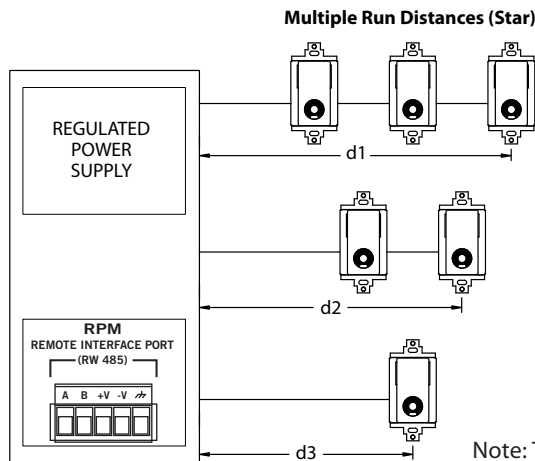 Multiple Run Distances (Star)
REGULATED
POWER
SUPPLY
d1
d2
RPM
REMOTE INTERFACE PORT
(RW 485)
A B +V -V
d3
Note: